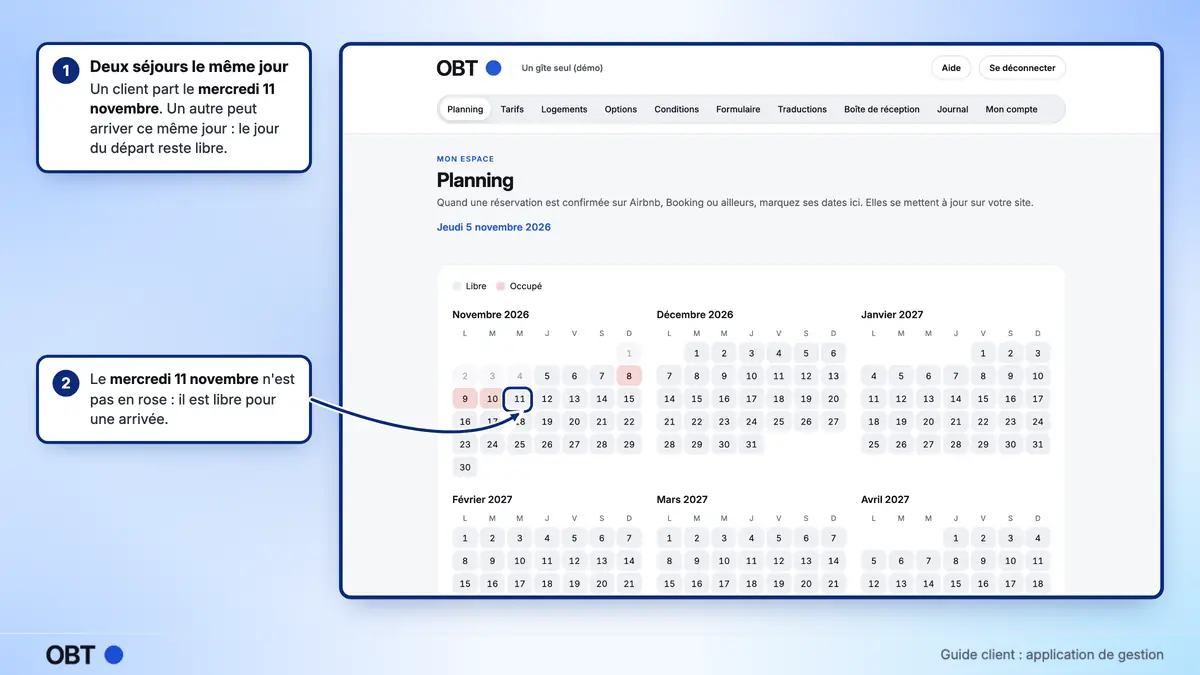 1
Deux séjours le même jour
Un client part le mercredi 11
novembre. Un autre peut
arriver ce même jour : le jour
du départ reste libre.
2
Le mercredi 11 novembre n'est
pas en rose : il est libre pour
une arrivée.
OBT
Un gîte seul (démo)
Aide
Se déconnecter
Planning Tarifs Logements Options Conditions Formulaire Traductions Boîte de réception Journal Mon compte
MON ESPACE
Planning
Quand une réservation est confirmée sur Airbnb, Booking ou ailleurs, marquez ses dates ici. Elles se mettent à jour sur votre site.
Jeudi 5 novembre 2026
Libre Occupé
Novembre 2026
L M M J V S D
1
2 3 4 5 6 7 8
9 10 11 12 13 14 15
16 17 18 19 20 21 22
23 24 25 26 27 28 29
30
Décembre 2026
L M M J V S D
1 2 3 4 5 6
7 8 9 10 11 12 13
14 15 16 17 18 19 20
21 22 23 24 25 26 27
28 29 30 31
Janvier 2027
L M M J V S D
1 2 3
4 5 6 7 8 9 10
11 12 13 14 15 16 17
18 19 20 21 22 23 24
25 26 27 28 29 30 31
Février 2027
L M M J V S D
1 2 3 4 5 6 7
8 9 10 11 12 13 14
15 16 17 18 19 20 21
Mars 2027
L M M J V S D
1 2 3 4 5 6 7
8 9 10 11 12 13 14
15 16 17 18 19 20 21
Avril 2027
L M M J V S D
1 2 3 4
5 6 7 8 9 10 11
12 13 14 15 16 17 18
OBT
Guide client : application de gestion